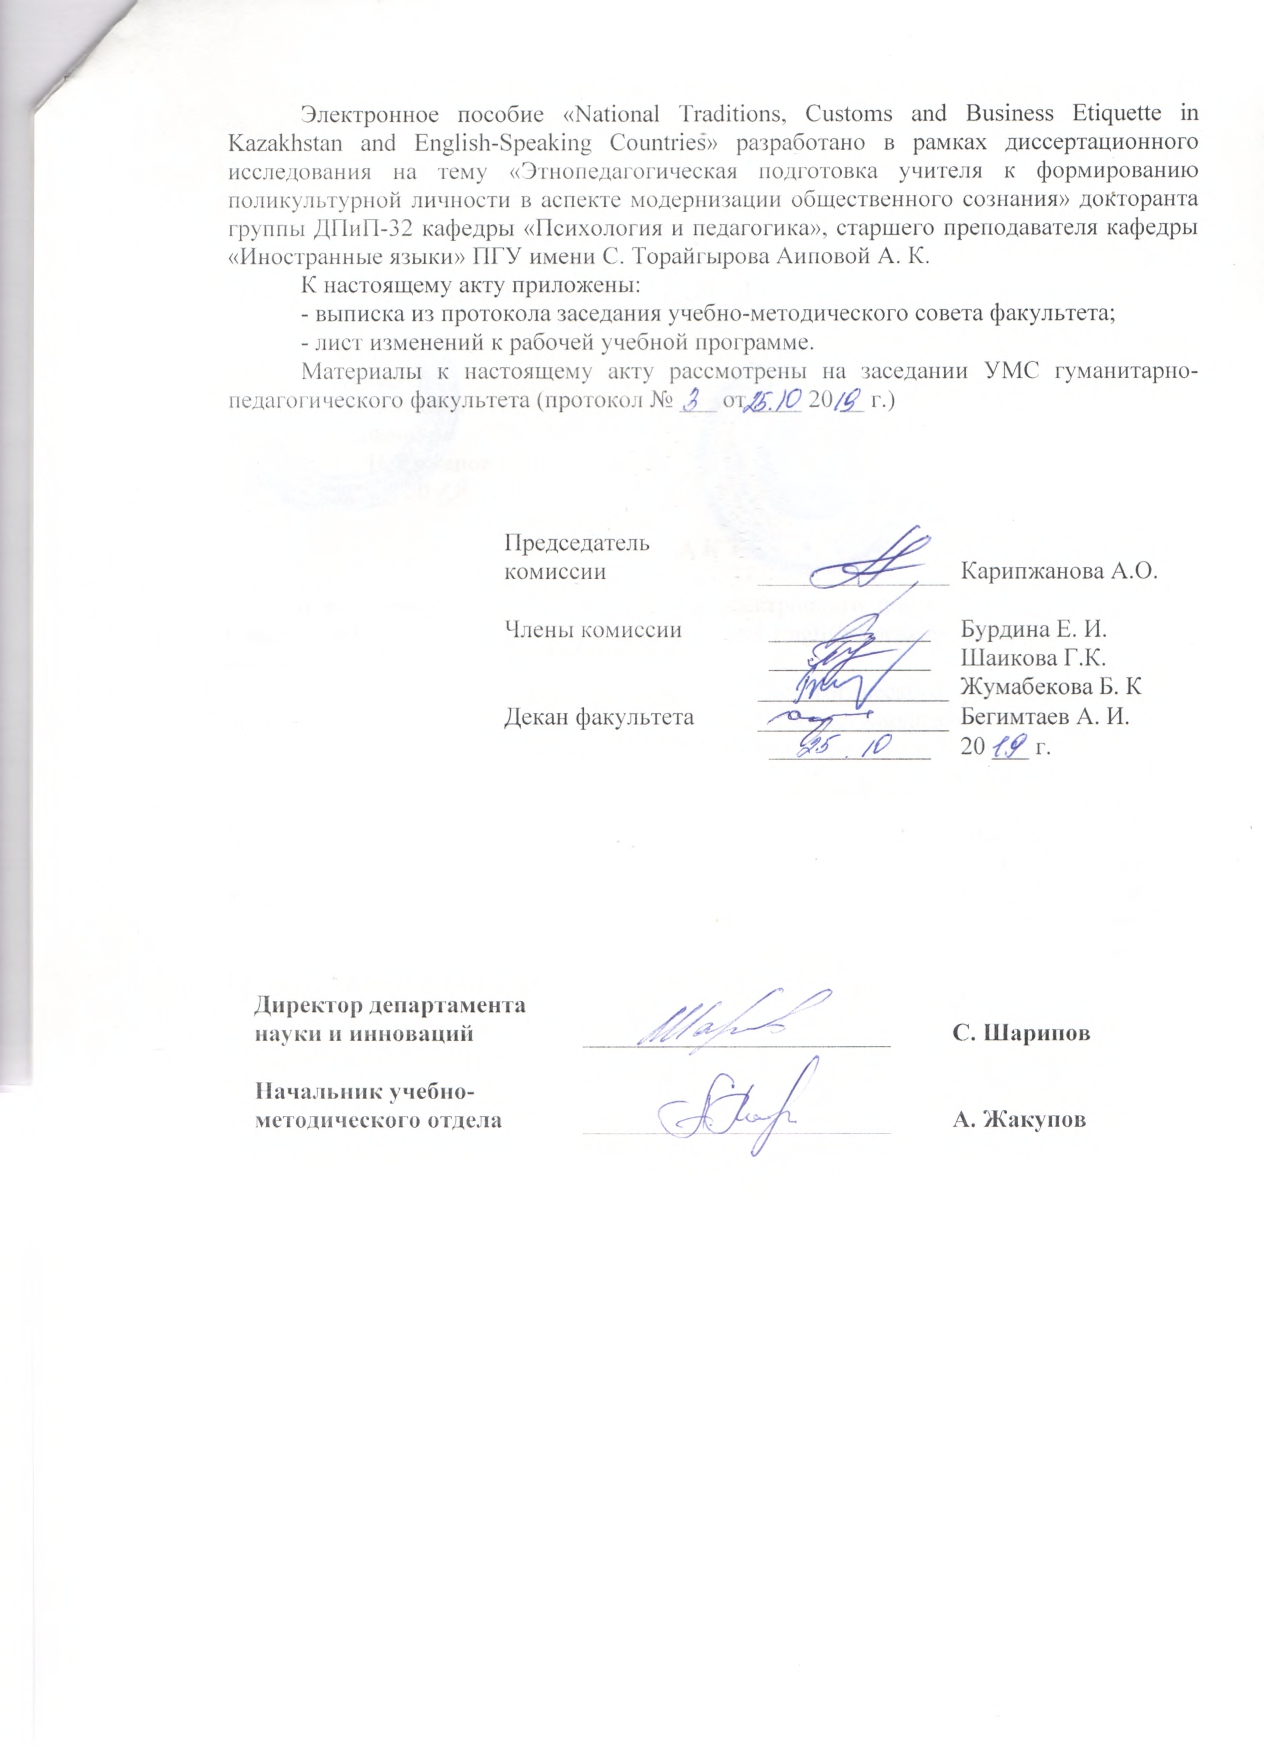 Электронное пособие «National Traditions, Customs and Business Etiquette in
Kazakhstan and English-Speaking Countries» разработано в рамках диссертационного
исследования на тему «Этнопедагогическая подготовка учителя к формированию
поликультурной личности в аспекте модернизации общественного сознания» докторанта
группы ДПиП-32 кафедры «Психология и педагогика», старшего преподавателя кафедры
«Иностранные языки» ПГУ имени С. Торайгырова Аиповой А. К.
К настоящему акту приложены:
- выписка из протокола заседания учебно-методического совета факультета;
- лист изменений к рабочей учебной программе.
Материалы к настоящему акту рассмотрены на заседании УМС гуманитарно-
педагогического факультета (протокол № 3 от 25.10 2019 г.)
Председатель
комиссии Карипжанова А.О.
Члены комиссии Бурдина Е. И.
Шаикова Г.К.
Жумабекова Б. К
Декан факультета Бегимтаев А. И.
25.10 2019 г.
Директор департамента
науки и инноваций С. Шарипов
Начальник учебно-
методического отдела А. Жакупов